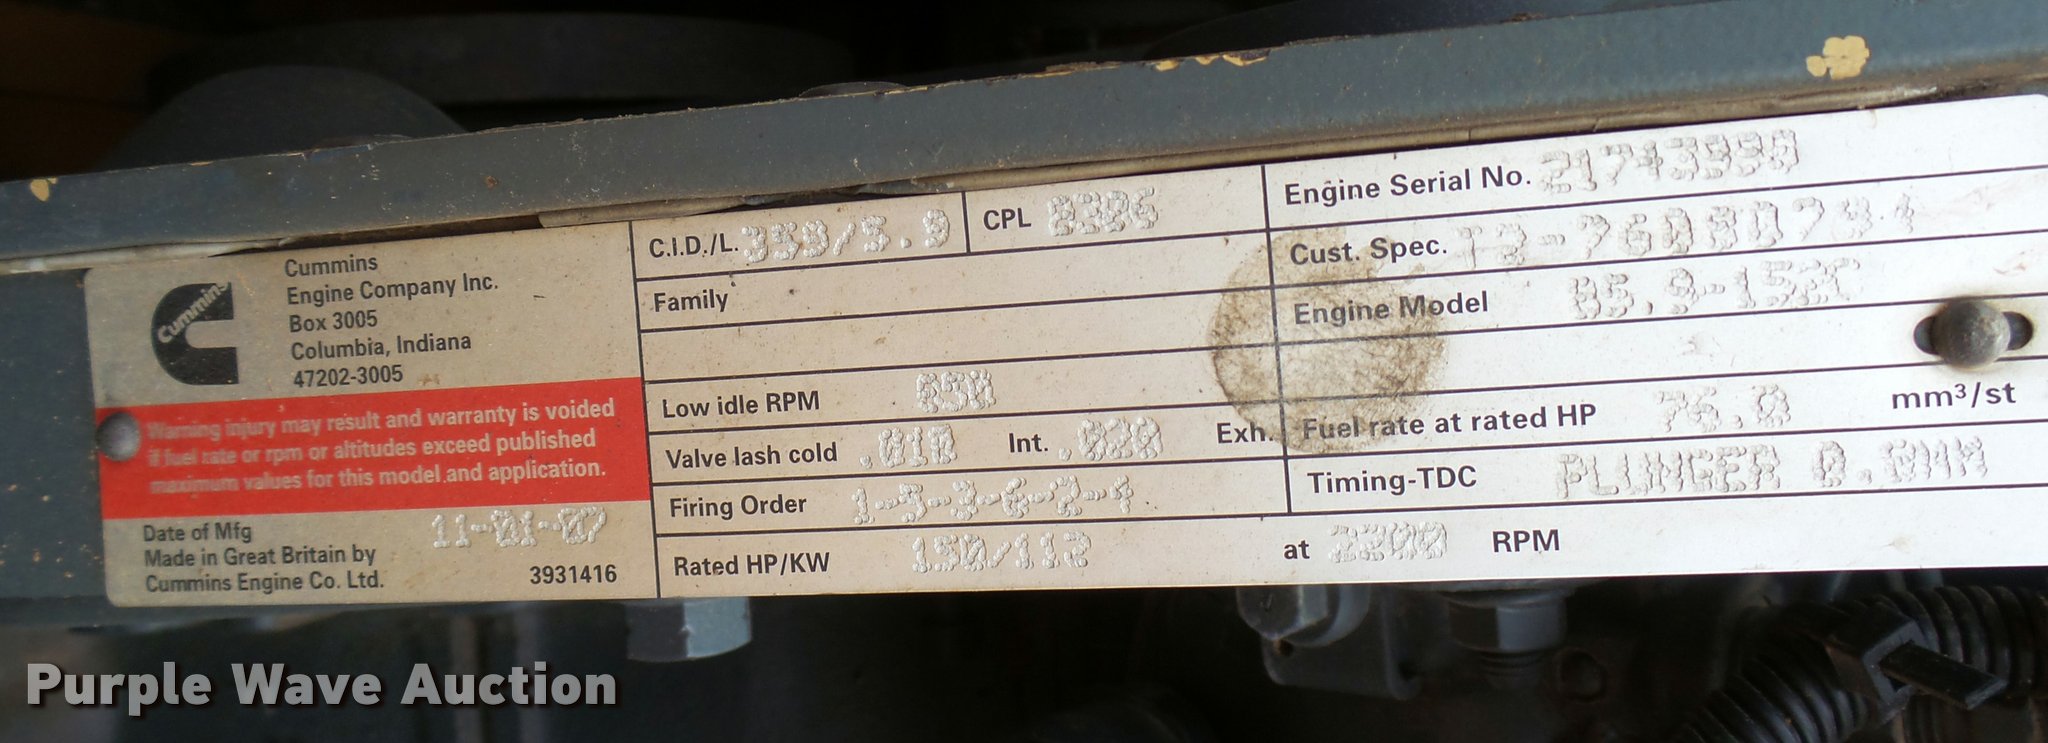 Cummins
Cummins
Engine Company Inc.
Box 3005
Columbia, Indiana
47202-3005
Warning injury may result and warranty is voided
if fuel rate or rpm or altitudes exceed published
maximum values for this model and application.
Date of Mfg 11-01-07
Made in Great Britain by
Cummins Engine Co. Ltd. 3931416
C.I.D./L. 359/5.9 CPL 8386
Family
Low idle RPM 850
Valve lash cold .010 Int. .020 Exh.
Firing Order 1-5-3-6-2-4
Rated HP/KW 150/112 at 2200 RPM
Engine Serial No.
Cust. Spec.
Engine Model
Fuel rate at rated HP 76.0 mm³/st
Timing-TDC PLUNGER 0.0MM
Purple Wave Auction